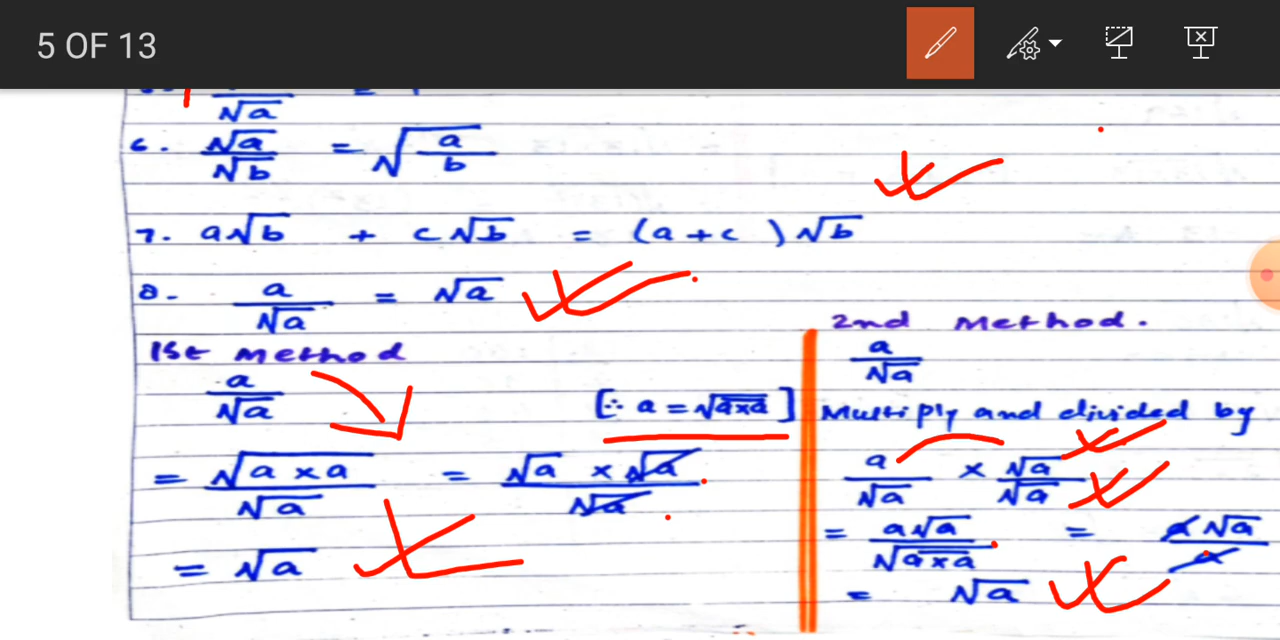 5 OF 13
√a
6. √a/√b = √(a/b)
7. a√b + c√b = (a+c)√b
8. a/√a = √a
1st Method
a/√a
[∴ a = √a×a]
= √a×a/√a = √a × √a/√a
= √a
2nd Method.
a/√a
Multiply and divided by
a/√a × √a/√a
= a√a/√a×a = a√a/a
= √a